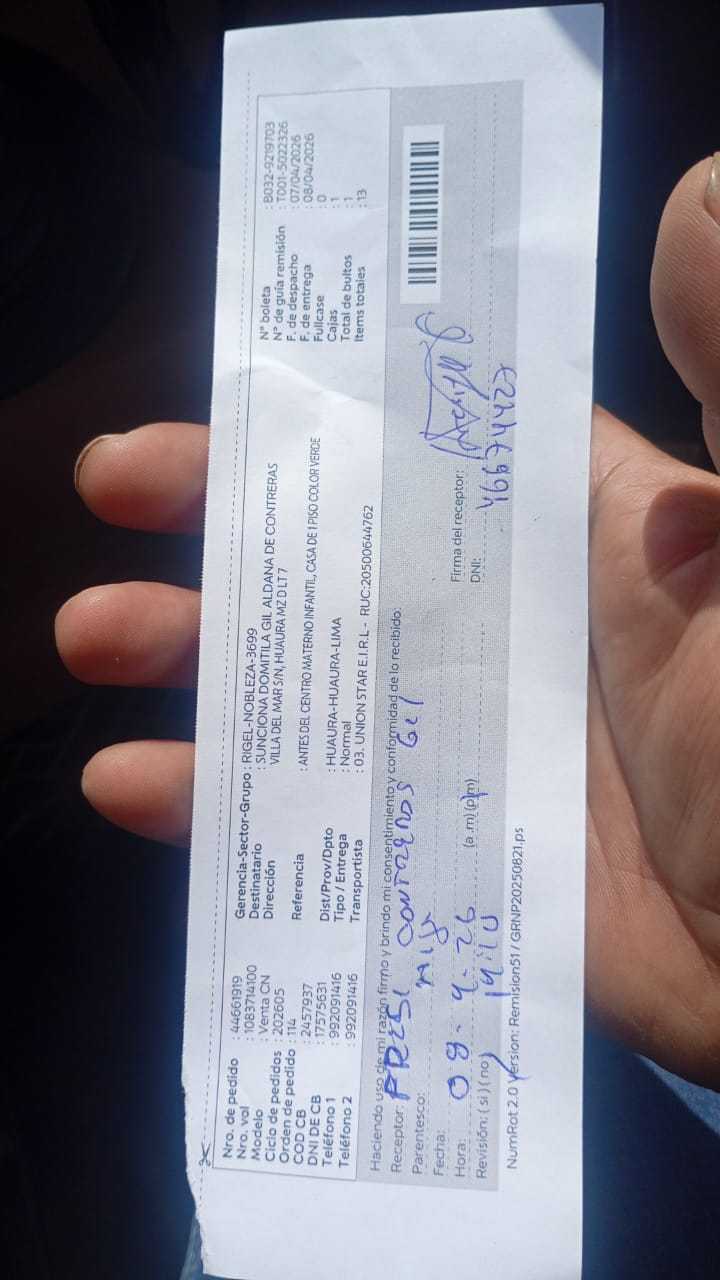 Nro. de pedido : 44661919
Nro. vol : 1083714100
Modelo : Venta CN
Ciclo de pedidos : 202605
Orden de pedido : 114
COD CB : 2457937
DNI DE CB : 17575631
Teléfono 1 : 992091416
Teléfono 2 : 992091416
Gerencia-Sector-Grupo : RIGEL-NOBLEZA-3699
Destinatario : SUNCIONA DOMITILA GIL ALDANA DE CONTRERAS
Dirección VILLA DEL MAR S/N, HUAURA MZ D LT 7
Referencia : ANTES DEL CENTRO MATERNO INFANTIL, CASA DE 1 PISO COLOR VERDE
Dist/Prov/Dpto : HUAURA-HUAURA-LIMA
Tipo / Entrega : Normal
Transportista : 03. UNION STAR E.I.R.L - RUC:20500644762
N° boleta : B032-9219703
N° de guía remisión : T001-5022326
F. de despacho : 07/04/2026
F. de entrega : 08/04/2026
Fullcase : 0
Cajas : 1
Total de bultos : 1
Items totales : 13
Haciendo uso de mi razón firmo y brindo mi consentimiento y conformidad de lo recibido:
Receptor: Contreras Gil
Parentesco:
Fecha: 08. 4. 26
Hora: 14:10 (a.m) (p.m)
Revisión: ( si ) ( no )
Firma del receptor:
DNI: 46674427
NumRot 2.0 Version: Remision51 / GRNP20250821.ps